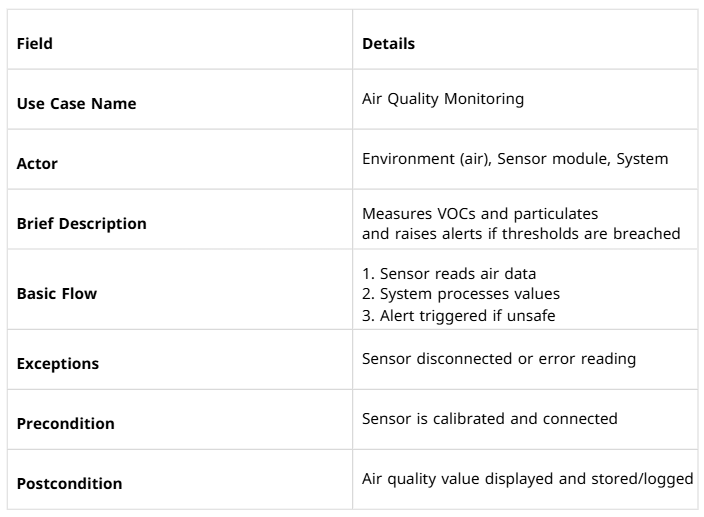 Field
Details
Use Case Name
Air Quality Monitoring
Actor
Environment (air), Sensor module, System
Brief Description
Measures VOCs and particulates
and raises alerts if thresholds are breached
Basic Flow
1. Sensor reads air data
2. System processes values
3. Alert triggered if unsafe
Exceptions
Sensor disconnected or error reading
Precondition
Sensor is calibrated and connected
Postcondition
Air quality value displayed and stored/logged